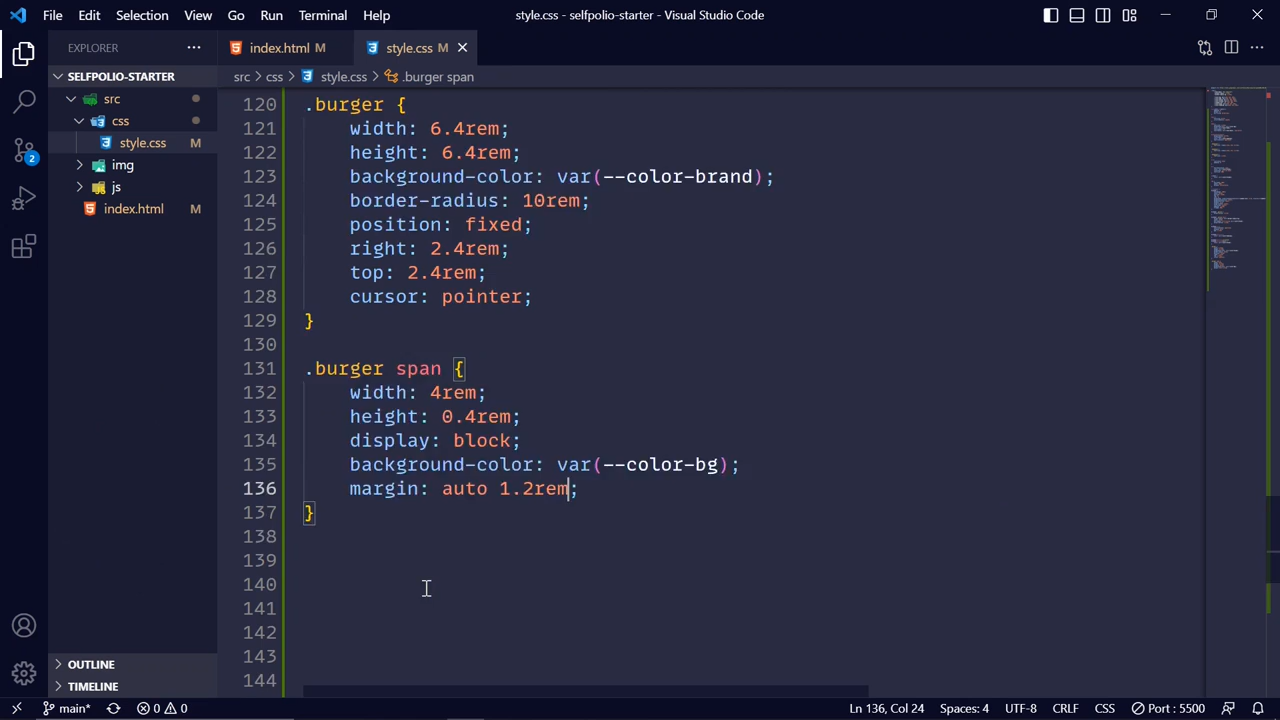 File Edit Selection View Go Run Terminal Help style.css - selfpolio-starter - Visual Studio Code
EXPLORER
index.html M
style.css M
SELFPOLIO-STARTER
src
css
style.css M
img
js
index.html M
2
src > css > style.css > .burger span
120 .burger {
121 width: 6.4rem;
122 height: 6.4rem;
123 background-color: var(--color-brand);
124 border-radius: 10rem;
125 position: fixed;
126 right: 2.4rem;
127 top: 2.4rem;
128 cursor: pointer;
129 }
130
131 .burger span {
132 width: 4rem;
133 height: 0.4rem;
134 display: block;
135 background-color: var(--color-bg);
136 margin: auto 1.2rem;
137 }
138
139
140
141
142
143
144
OUTLINE
TIMELINE
main* 0 0 Ln 136, Col 24 Spaces: 4 UTF-8 CRLF CSS Port : 5500